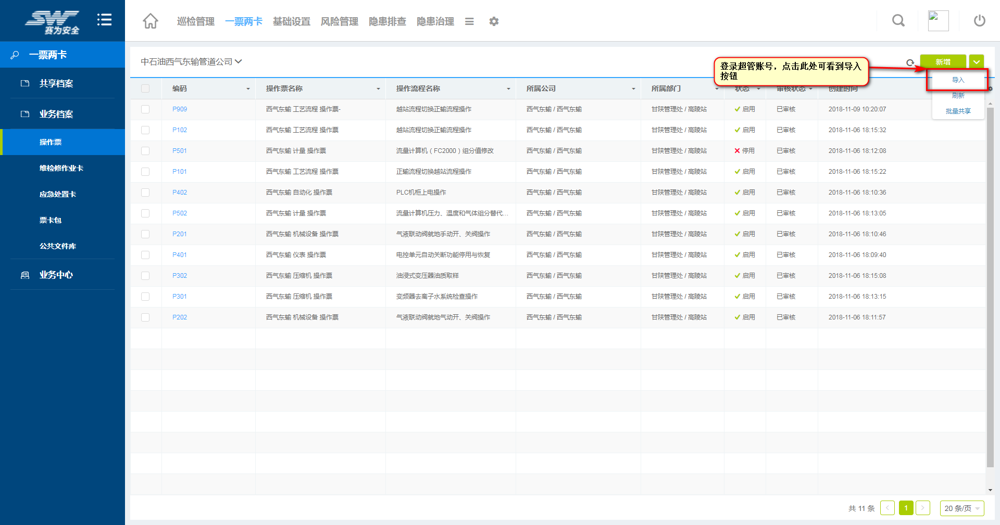 SW
赛为安全
巡检管理 一票两卡 基础设置 风险管理 隐患排查 隐患治理
一票两卡
共享档案
业务档案
操作票
维检修作业卡
应急处置卡
票卡包
公共文件库
业务中心
中石油西气东输管道公司
登录超管账号，点击此处可看到导入
按钮
新增
导入
刷新
批量共享
编码 操作票名称 操作流程名称 所属公司 所属部门 状态 审核状态 创建时间
P909 西气东输 工艺流程 操作票- 越站流程切换正输流程操作 西气东输 / 西气东输 甘陕管理处 / 高陵站 启用 已审核 2018-11-09 10:20:07
P102 西气东输 工艺流程 操作票 越站流程切换正输流程操作 西气东输 / 西气东输 甘陕管理处 / 高陵站 启用 已审核 2018-11-06 18:15:32
P501 西气东输 计量 操作票 流量计算机（FC2000）组分值修改 西气东输 / 西气东输 甘陕管理处 / 高陵站 停用 已审核 2018-11-06 18:12:08
P101 西气东输 工艺流程 操作票 正输流程切换越站流程操作 西气东输 / 西气东输 甘陕管理处 / 高陵站 启用 已审核 2018-11-06 18:15:22
P402 西气东输 自动化 操作票 PLC机柜上电操作 西气东输 / 西气东输 甘陕管理处 / 高陵站 启用 已审核 2018-11-06 18:10:36
P502 西气东输 计量 操作票 流量计算机压力、温度和气体组分替代... 西气东输 / 西气东输 甘陕管理处 / 高陵站 启用 已审核 2018-11-06 18:13:05
P201 西气东输 机械设备 操作票 气液联动阀就地手动开、关阀操作 西气东输 / 西气东输 甘陕管理处 / 高陵站 启用 已审核 2018-11-06 18:10:46
P401 西气东输 仪表 操作票 电控单元自动关断功能停用与恢复 西气东输 / 西气东输 甘陕管理处 / 高陵站 启用 已审核 2018-11-06 18:09:40
P302 西气东输 压缩机 操作票 油浸式变压器油质取样 西气东输 / 西气东输 甘陕管理处 / 高陵站 启用 已审核 2018-11-06 18:15:08
P301 西气东输 压缩机 操作票 变频器去离子水系统检查操作 西气东输 / 西气东输 甘陕管理处 / 高陵站 启用 已审核 2018-11-06 18:13:15
P202 西气东输 机械设备 操作票 气液联动阀就地气动开、关阀操作 西气东输 / 西气东输 甘陕管理处 / 高陵站 启用 已审核 2018-11-06 18:11:57
共 11 条 1 20 条/页